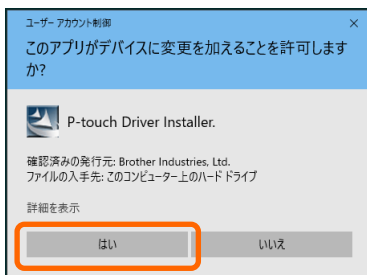 ユーザー アカウント制御
×
このアプリがデバイスに変更を加えることを許可します
か?
P-touch Driver Installer.
確認済みの発行元: Brother Industries, Ltd.
ファイルの入手先: このコンピューター上のハード ドライブ
詳細を表示
はい
いいえ